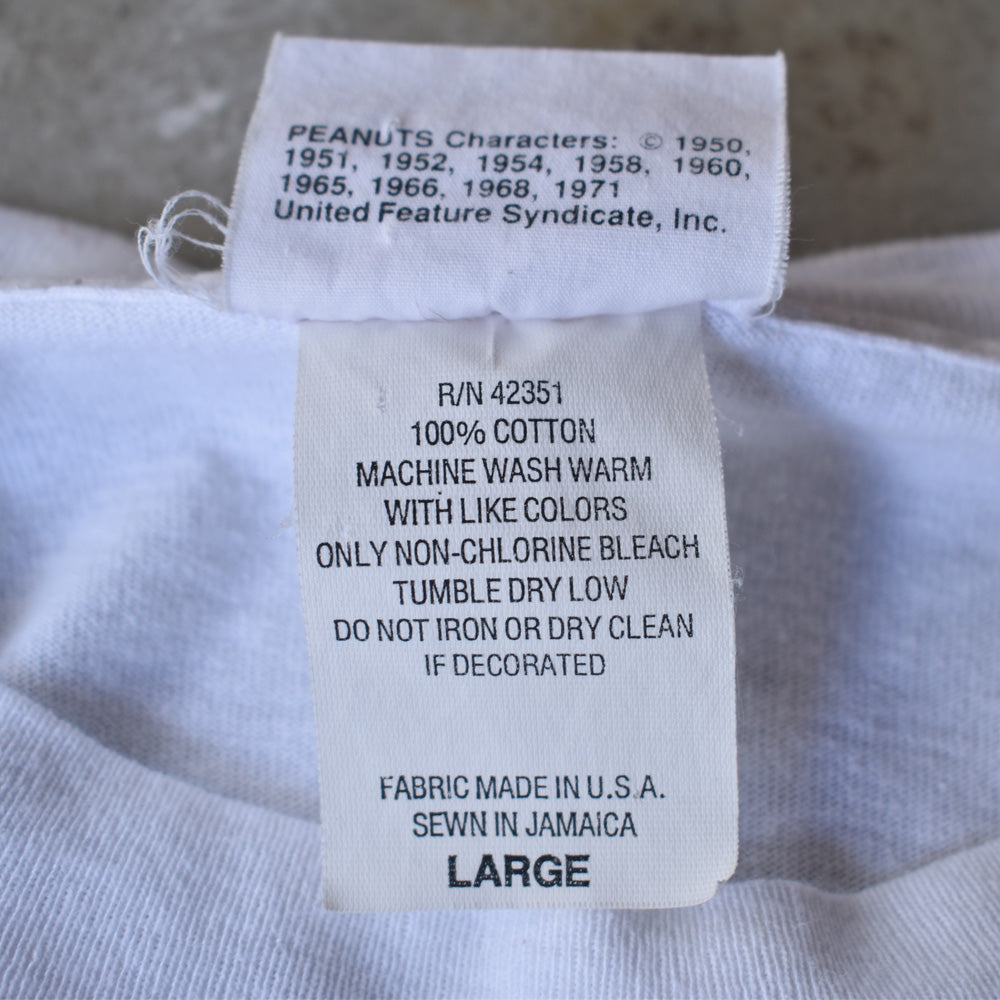 PEANUTS Characters: © 1950,
1951, 1952, 1954, 1958, 1960,
1965, 1966, 1968, 1971
United Feature Syndicate, Inc.
R/N 42351
100% COTTON
MACHINE WASH WARM
WITH LIKE COLORS
ONLY NON-CHLORINE BLEACH
TUMBLE DRY LOW
DO NOT IRON OR DRY CLEAN
IF DECORATED
FABRIC MADE IN U.S.A.
SEWN IN JAMAICA
LARGE